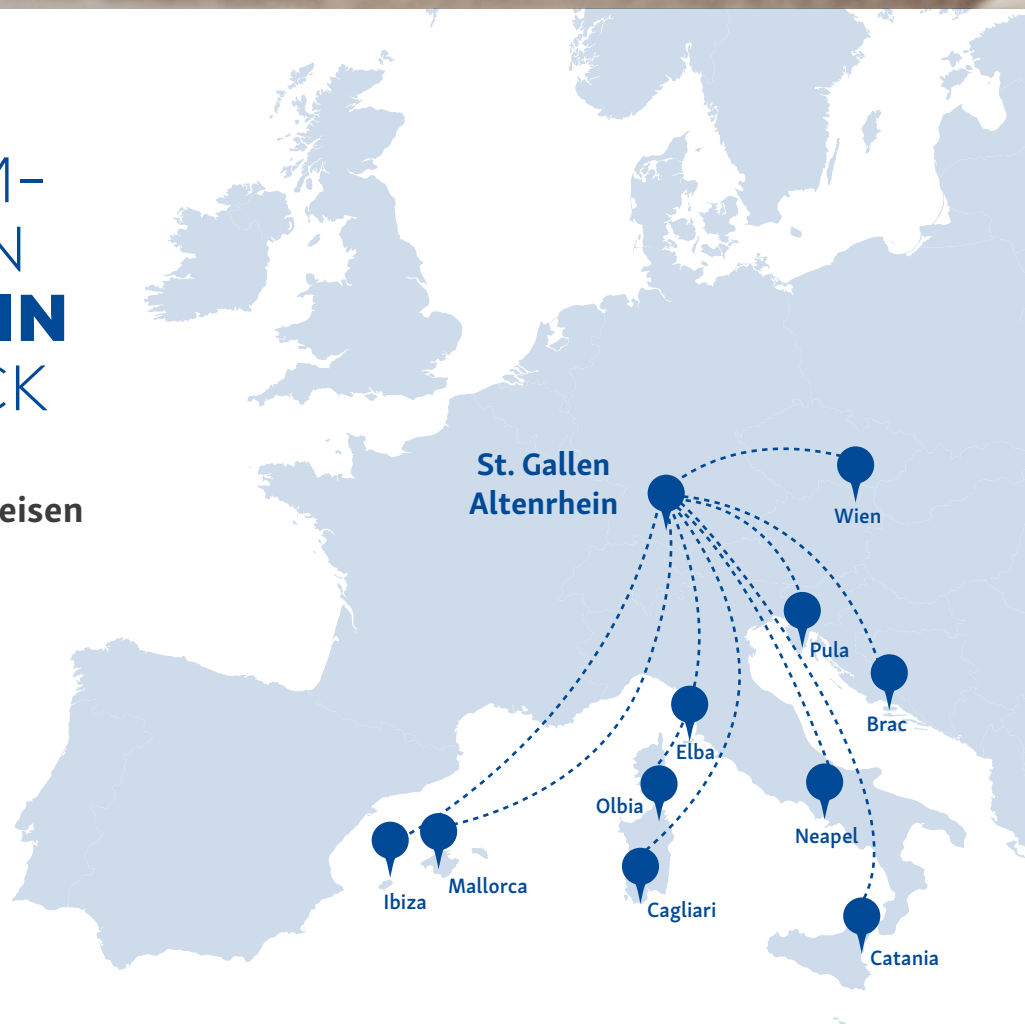 M–
N
IN
CK
eisen
St. Gallen
Altenrhein
Wien
Pula
Brac
Elba
Olbia
Neapel
Mallorca
Ibiza
Cagliari
Catania